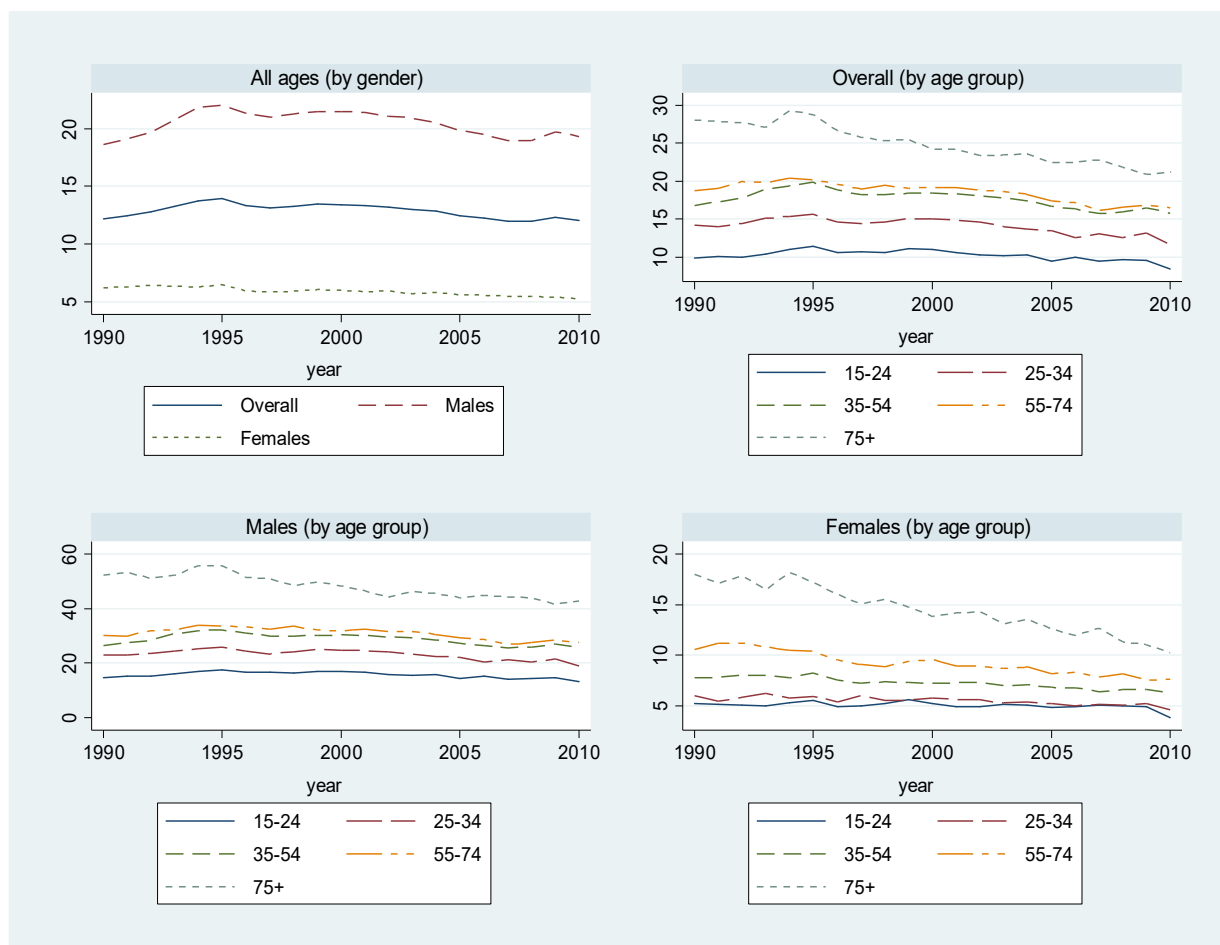 All ages (by gender)
20
15
10
5
1990 1995 2000 2005 2010
year
Overall Males
Females
Overall (by age group)
30
25
20
15
10
1990 1995 2000 2005 2010
year
15-24 25-34
35-54 55-74
75+
Males (by age group)
60
40
20
0
1990 1995 2000 2005 2010
year
15-24 25-34
35-54 55-74
75+
Females (by age group)
20
15
10
5
1990 1995 2000 2005 2010
year
15-24 25-34
35-54 55-74
75+